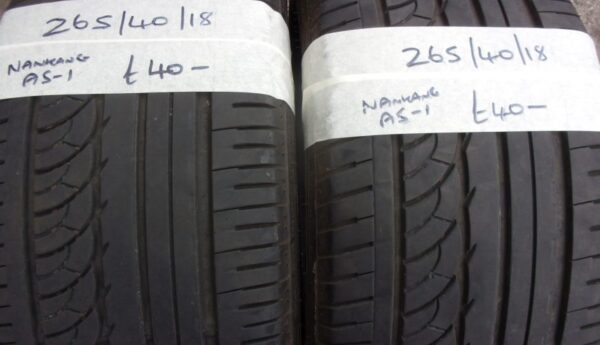 265/40/18
NANKANG
AS-1 £40-
265/40/18
NANKANG
AS-1 £40-